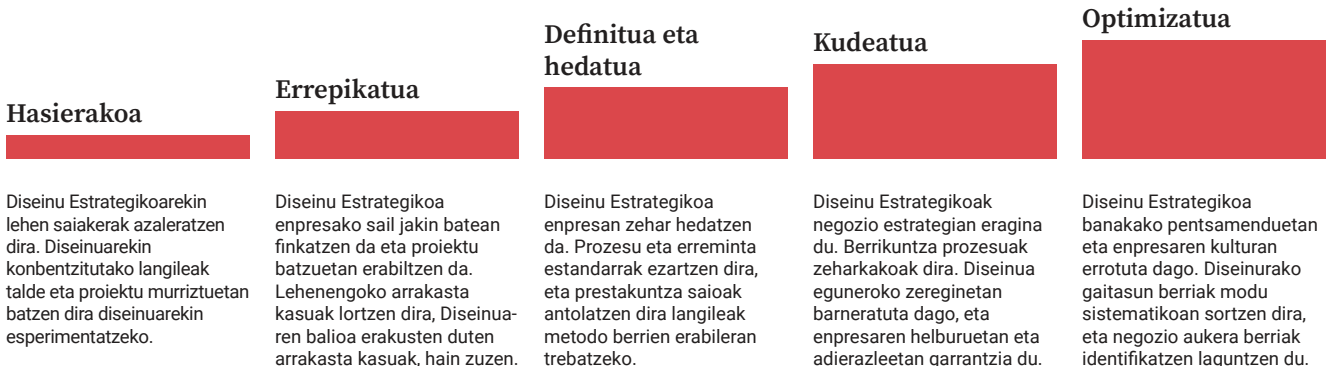 Hasierakoa
Diseinu Estrategikoarekin
lehen saiakerak azaleratzen
dira. Diseinuarekin
konbentzitutako langileak
talde eta proiektu murriztuetan
batzen dira diseinuarekin
esperimentatzeko.
Errepikatua
Diseinu Estrategikoa
enpresako sail jakin batean
finkatzen da eta proiektu
batzuetan erabiltzen da.
Lehenengoko arrakasta
kasuak lortzen dira, Diseinua-
ren balioa erakusten duten
arrakasta kasuak, hain zuzen.
Definitua eta
hedatua
Diseinu Estrategikoa
enpresan zehar hedatzen
da. Prozesu eta erreminta
estandarrak ezartzen dira,
eta prestakuntza saioak
antolatzen dira langileak
metodo berrien erabileran
trebatzeko.
Kudeatua
Diseinu Estrategikoak
negozio estrategian eragina
du. Berrikuntza prozesuak
zeharkakoak dira. Diseinua
eguneroko zereginetan
barneratuta dago, eta
enpresaren helburuetan eta
adierazleetan garrantzia du.
Optimizatua
Diseinu Estrategikoa
banakako pentsamenduetan
eta enpresaren kulturan
errotuta dago. Diseinurako
gaitasun berriak modu
sistematikoan sortzen dira,
eta negozio aukera berriak
identifikatzen laguntzen du.